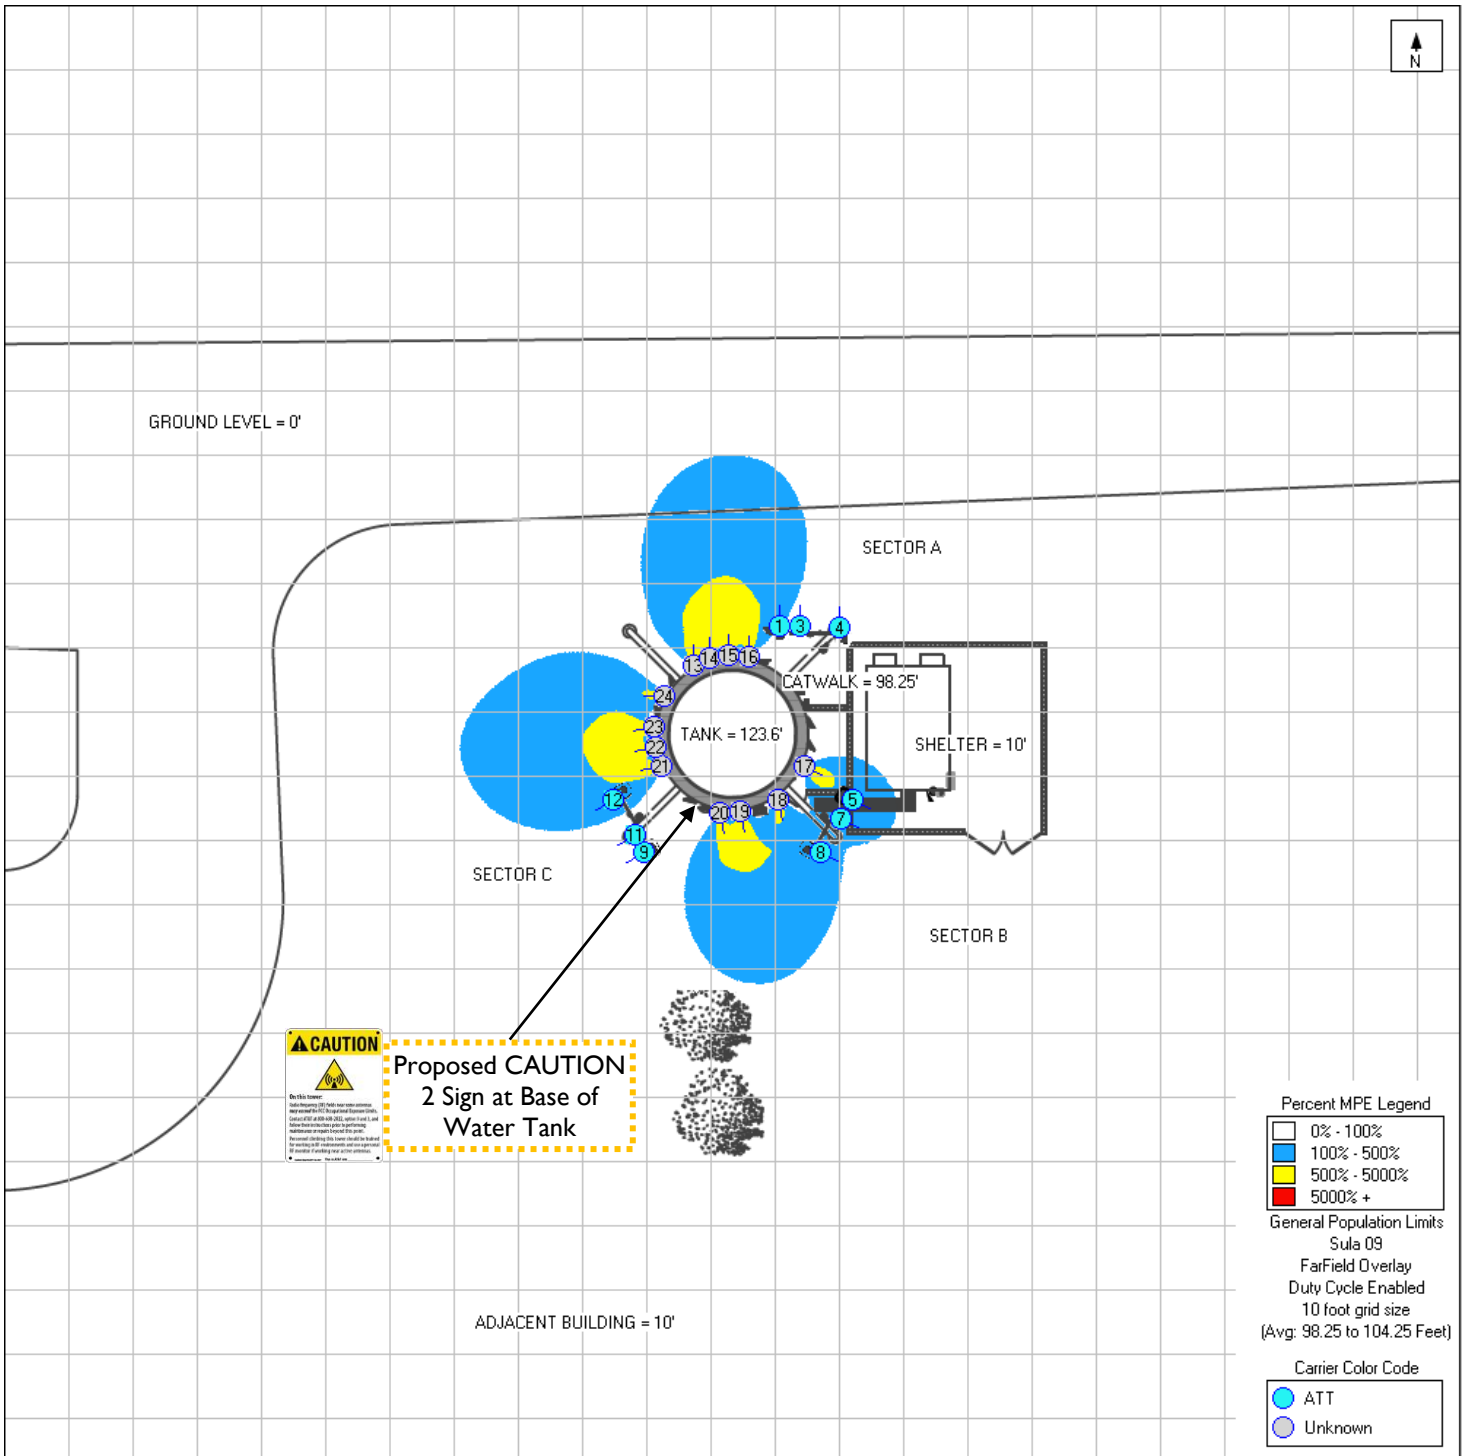 N
GROUND LEVEL = 0'
SECTOR A
1
3
4
13
14
15
16
CATWALK = 98.25'
24
23
TANK = 123.6'
22
SHELTER = 10'
21
17
12
18
5
20
19
7
11
9
8
SECTOR C
SECTOR B
CAUTION
On this tower:
Proposed CAUTION
2 Sign at Base of
Water Tank
ADJACENT BUILDING = 10'
Percent MPE Legend
0% - 100%
100% - 500%
500% - 5000%
5000% +
General Population Limits
Sula 09
FarField Overlay
Duty Cycle Enabled
10 foot grid size
(Avg: 98.25 to 104.25 Feet)
Carrier Color Code
ATT
Unknown